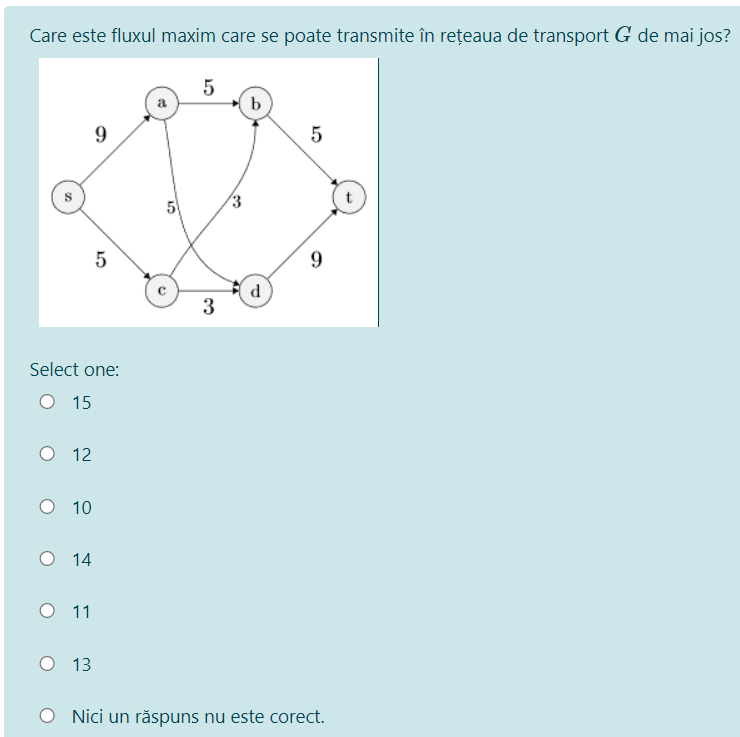 Care este fluxul maxim care se poate transmite în rețeaua de transport G de mai jos?
5
a
b
9
5
s
5
3
t
5
9
c
d
3
Select one:
15
12
10
14
11
13
Nici un răspuns nu este corect.